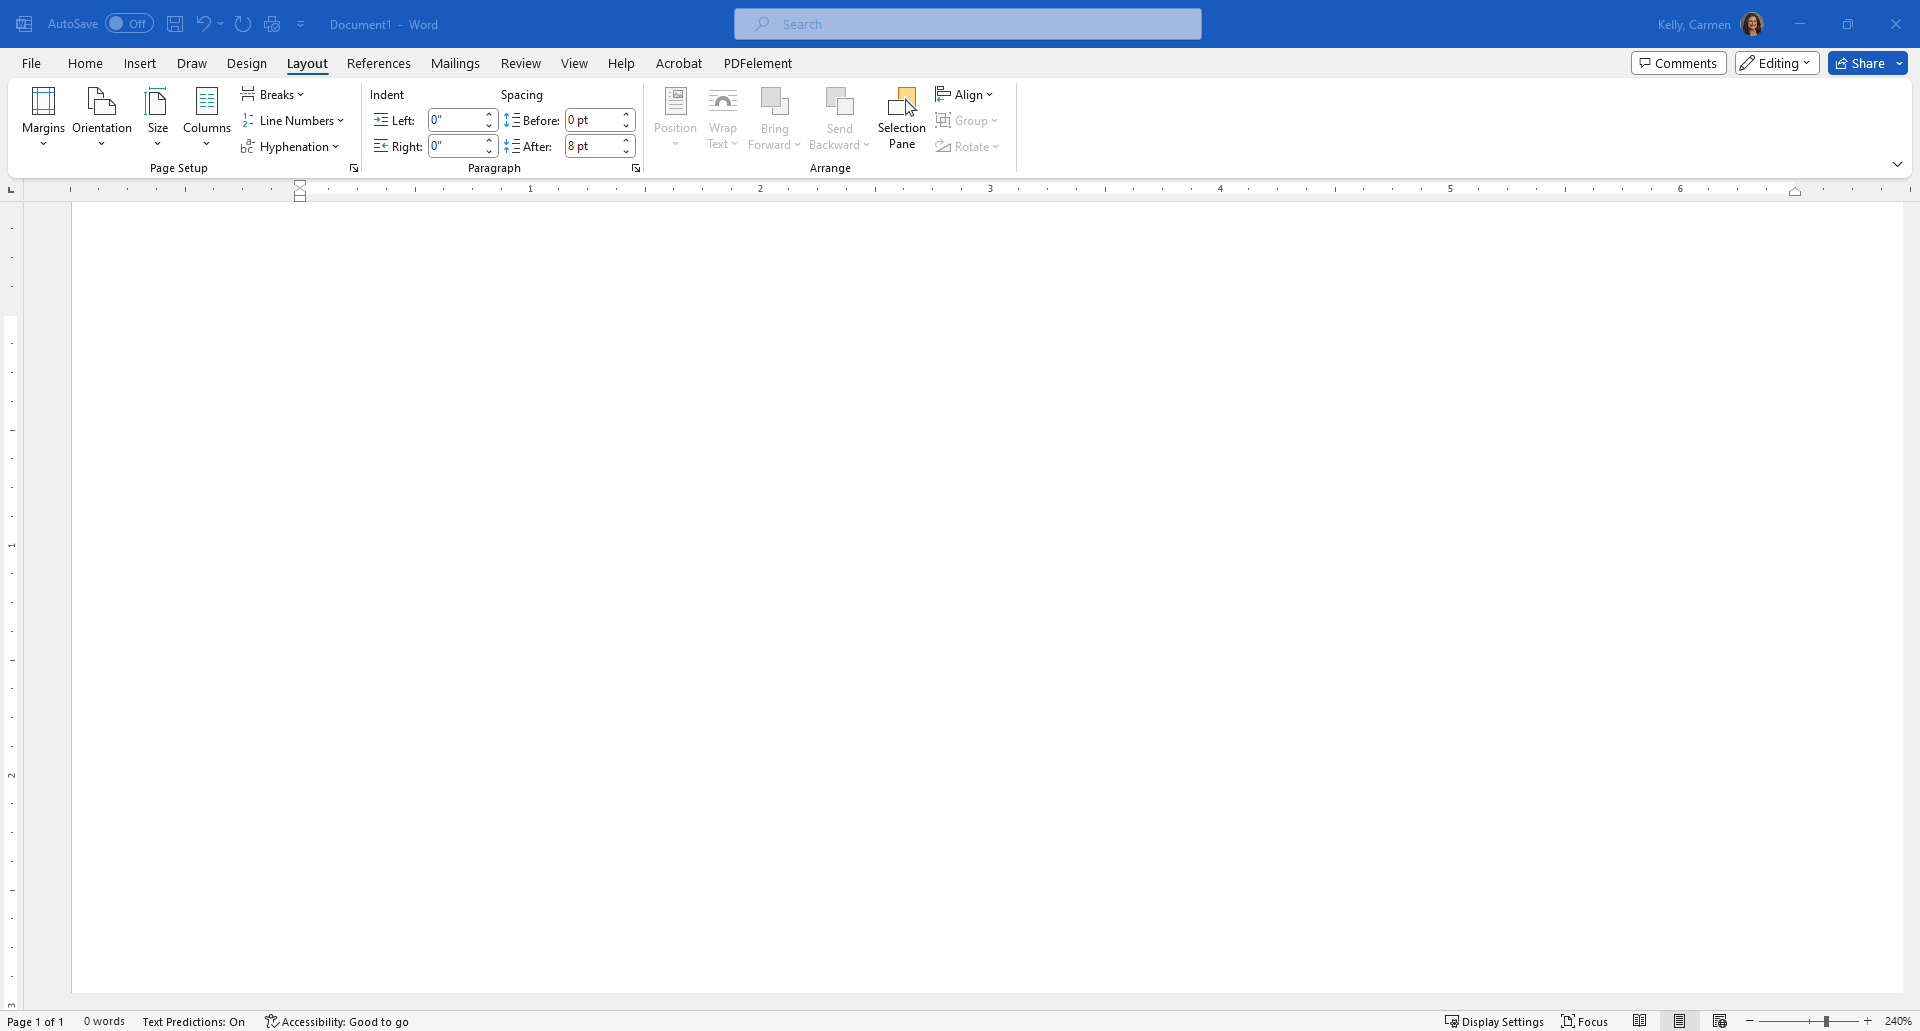 AutoSave Off Document1 - Word Search Kelly, Carmen
File Home Insert Draw Design Layout References Mailings Review View Help Acrobat PDFelement Comments Editing Share
Margins Orientation Size Columns Breaks Line Numbers Hyphenation
Page Setup
Indent Spacing
Left: 0" Before: 0 pt
Right: 0" After: 8 pt
Paragraph
Position Wrap Text Bring Forward Send Backward Selection Pane Align Group Rotate
Arrange
1 2 3 4 5 6
1
2
3
Page 1 of 1 0 words Text Predictions: On Accessibility: Good to go Display Settings Focus 240%